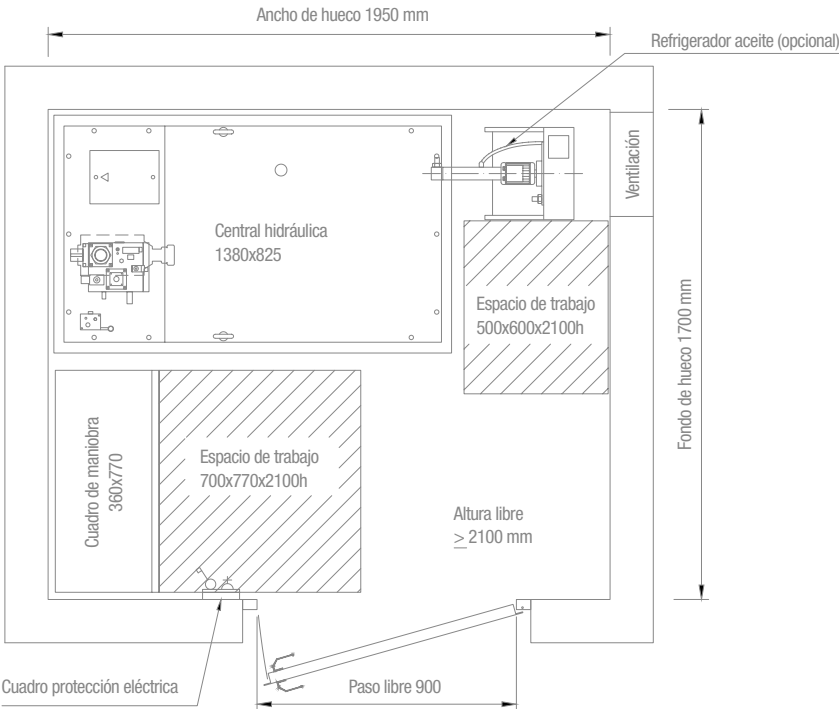 Ancho de hueco 1950 mm
Refrigerador aceite (opcional)
Ventilación
Central hidráulica
1380x825
Espacio de trabajo
500x600x2100h
Fondo de hueco 1700 mm
Cuadro de maniobra
360x770
Espacio de trabajo
700x770x2100h
Altura libre
≥ 2100 mm
Cuadro protección eléctrica
Paso libre 900